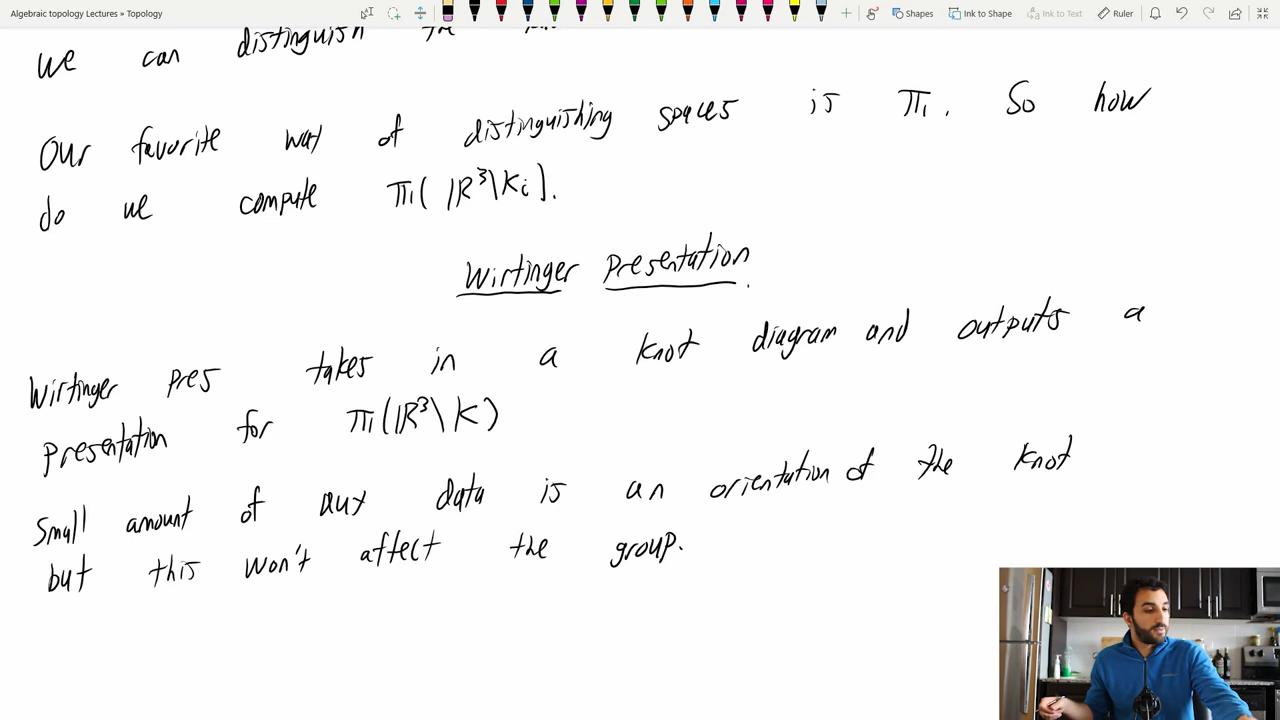 Algebraic topology Lectures - Topology
Shapes
Ink to Shape
Ink to Text
Ruler
we can distinguish the
Our favorite way of distinguishing spaces is π1. So how
do we compute π1(ℝ³\Ki).
Wirtinger Presentation.
Wirtinger pres takes in a knot diagram and outputs a
presentation for π1(ℝ³\K)
Small amount of aux data is an orientation of the knot
but this won't affect the group.